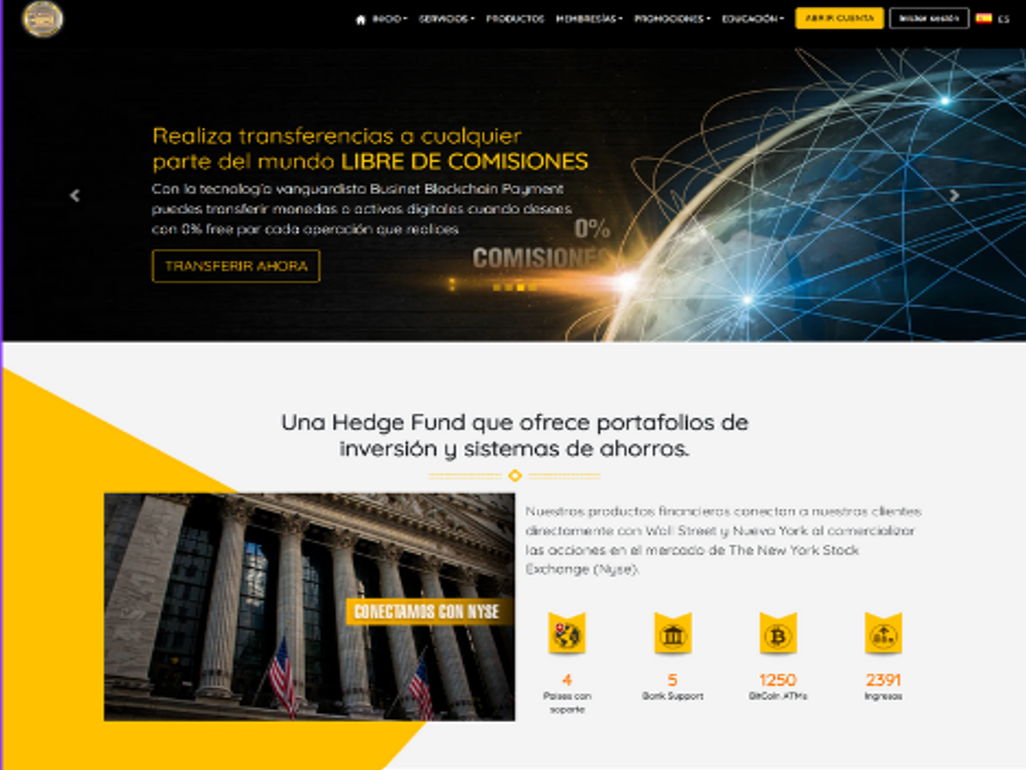 INICIO
SERVICIOS
PRODUCTOS
MEMBRESÍAS
PROMOCIONES
EDUCACIÓN
ABRIR CUENTA
Iniciar sesión
ES
Realiza transferencias a cualquier
parte del mundo LIBRE DE COMISIONES
Con la tecnología vanguardista Businet Blockchain Payment
puedes transferir monedas o activos digitales cuando desees
con 0% free por cada operación que realices
0%
COMISIONES
TRANSFERIR AHORA
Una Hedge Fund que ofrece portafolios de
inversión y sistemas de ahorros.
CONECTAMOS CON NYSE
Nuestros productos financieros conectan a nuestros clientes
directamente con Wall Street y Nueva York al comercializar
las acciones en el mercado de The New York Stock
Exchange (Nyse).
4
Países con
soporte
5
Bank Support
1250
BitCoin ATMs
2391
Ingresos